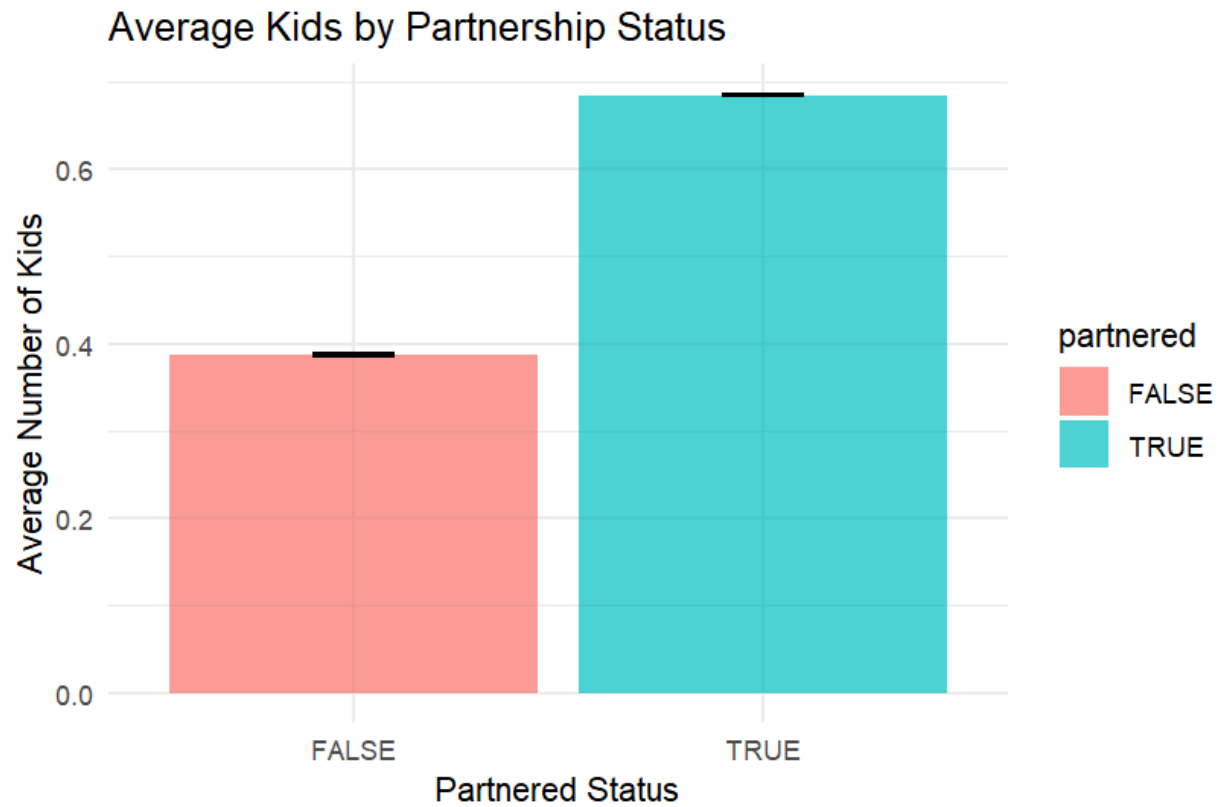 Average Kids by Partnership Status
Average Number of Kids
0.6
0.4
0.2
0.0
FALSE
TRUE
Partnered Status
partnered
FALSE
TRUE